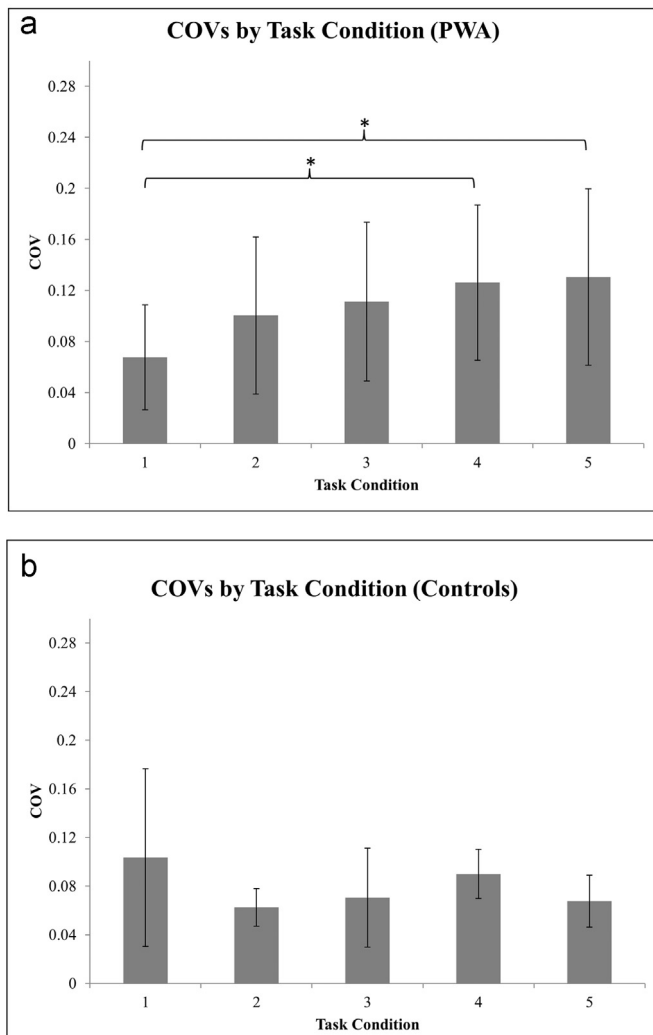 a
COVs by Task Condition (PWA)
0.28
0.24
0.2
0.16
0.12
0.08
0.04
0
COV
*
*
1 2 3 4 5
Task Condition
b
COVs by Task Condition (Controls)
0.28
0.24
0.2
0.16
0.12
0.08
0.04
0
COV
1 2 3 4 5
Task Condition